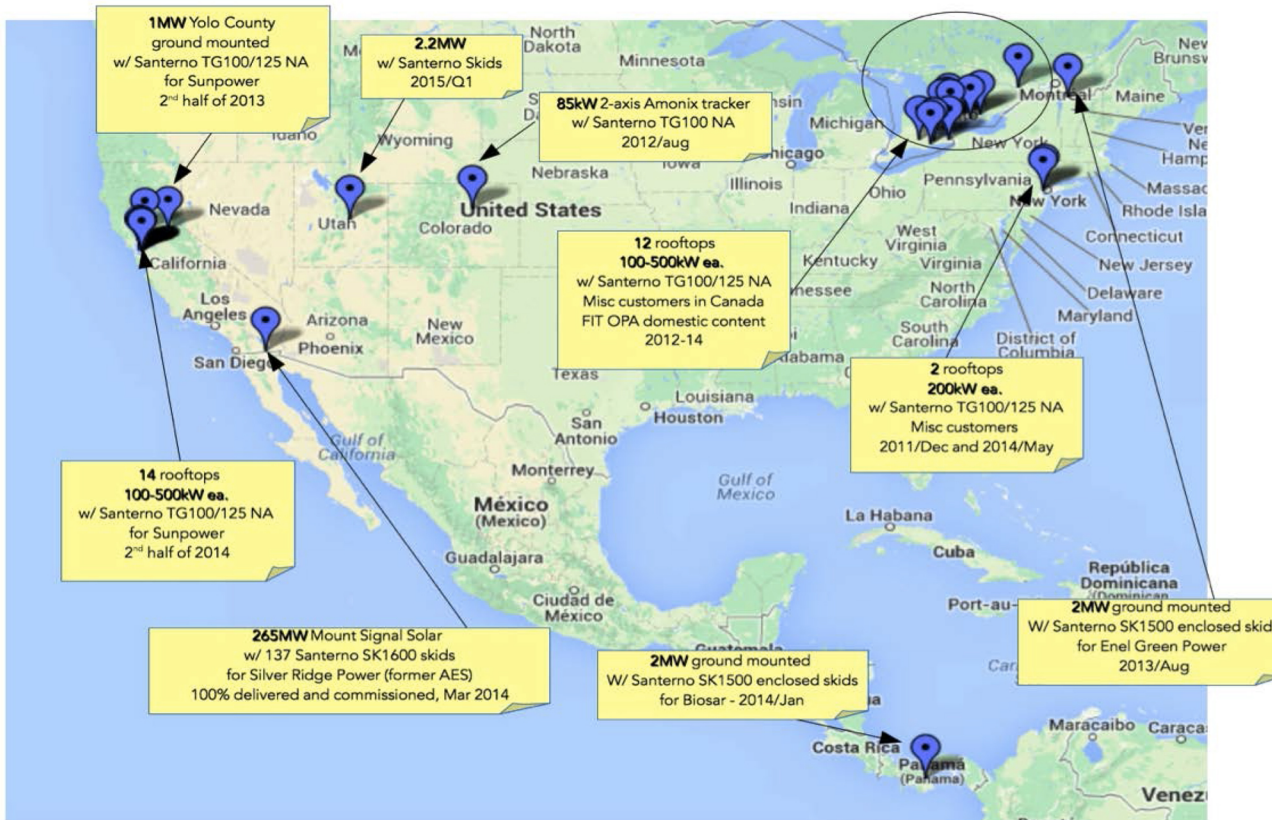 1MW Yolo County
ground mounted
w/ Santerno TG100/125 NA
for Sunpower
2nd half of 2013
2.2MW
w/ Santerno Skids
2015/Q1
85kW 2-axis Amonix tracker
w/ Santerno TG100 NA
2012/aug
12 rooftops
100-500kW ea.
w/ Santerno TG100/125 NA
Misc customers in Canada
FIT OPA domestic content
2012-14
2 rooftops
200kW ea.
w/ Santerno TG100/125 NA
Misc customers
2011/Dec and 2014/May
14 rooftops
100-500kW ea.
w/ Santerno TG100/125 NA
for Sunpower
2nd half of 2014
265MW Mount Signal Solar
w/ 137 Santerno SK1600 skids
for Silver Ridge Power (former AES)
100% delivered and commissioned, Mar 2014
2MW ground mounted
W/ Santerno SK1500 enclosed skids
for Biosar - 2014/Jan
2MW ground mounted
W/ Santerno SK1500 enclosed skid
for Enel Green Power
2013/Aug
North
Dakota
Minnesota
Montréal
Maine
Michigan
New York
Idaho
Wyoming
Nebraska
Iowa
Chicago
Illinois
Indiana
Ohio
Pennsylvania
New York
Nevada
Utah
Colorado
United States
California
Los
Angeles
San Diego
Arizona
Phoenix
New
Mexico
Kentucky
West
Virginia
Virginia
North
Carolina
South
Carolina
Connecticut
New Jersey
Delaware
Maryland
District of
Columbia
Texas
Louisiana
Houston
San
Antonio
Monterrey
Gulf of
California
Gulf of
Mexico
México
(Mexico)
Guadalajara
Ciudad de
México
La Habana
Cuba
República
Dominicana
(Dominican
Port-au-
Guatemala
Costa Rica
Panamá
(Panama)
Maracaibo
Caracas